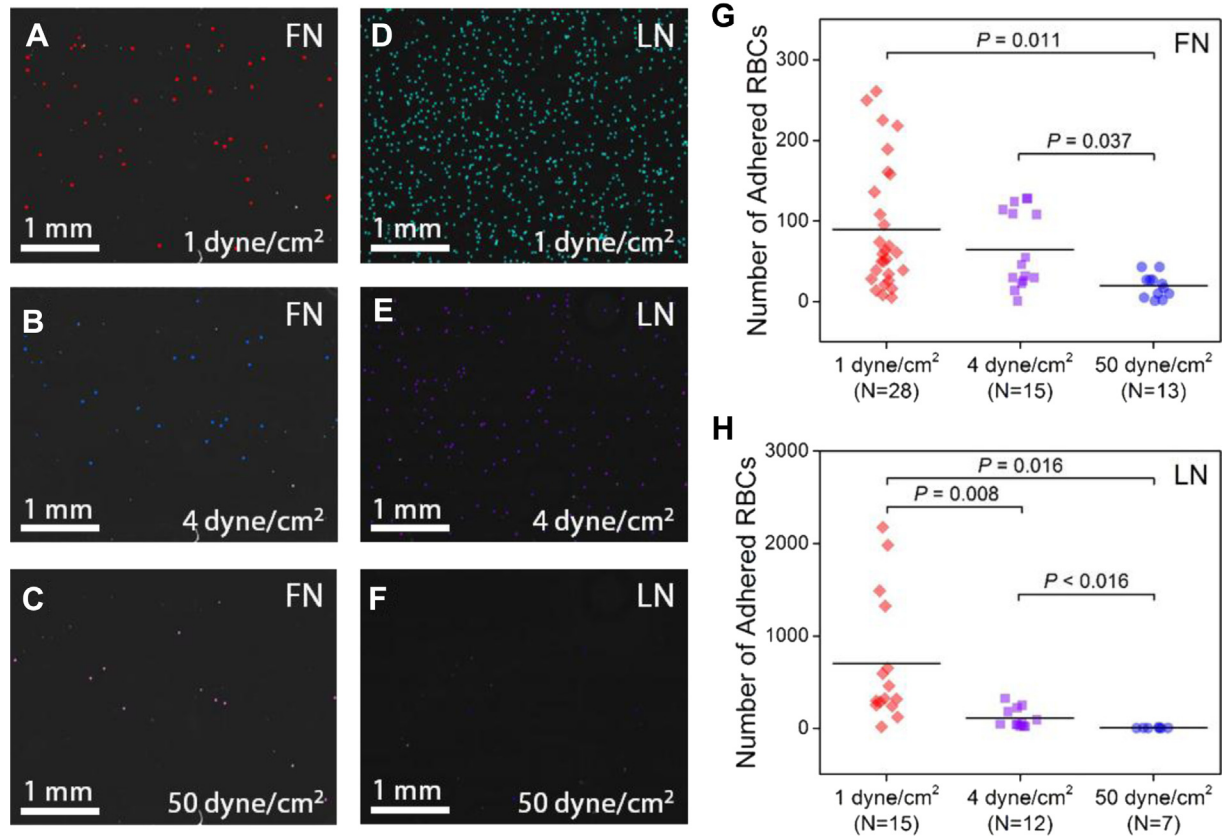 A
FN
1 mm
1 dyne/cm²
B
FN
1 mm
4 dyne/cm²
C
FN
1 mm
50 dyne/cm²
D
LN
1 mm
1 dyne/cm²
E
LN
1 mm
4 dyne/cm²
F
LN
1 mm
50 dyne/cm²
G
FN
P = 0.011
P = 0.037
Number of Adhered RBCs
300
200
100
0
1 dyne/cm² 4 dyne/cm² 50 dyne/cm²
(N=28) (N=15) (N=13)
H
LN
P = 0.016
P = 0.008
P < 0.016
Number of Adhered RBCs
3000
2000
1000
0
1 dyne/cm² 4 dyne/cm² 50 dyne/cm²
(N=15) (N=12) (N=7)